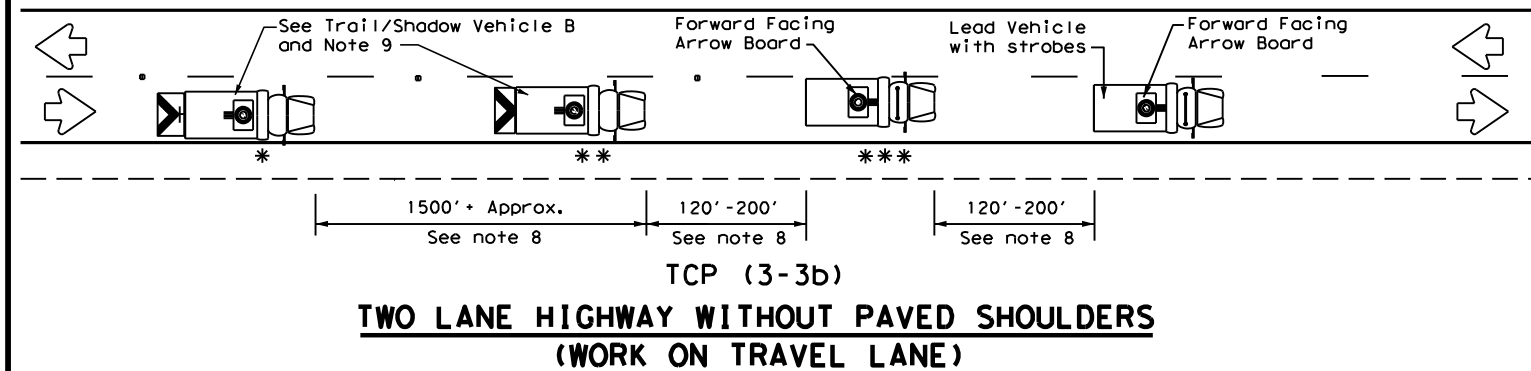 See Trail/Shadow Vehicle B
and Note 9
Forward Facing
Arrow Board
Lead Vehicle
with strobes
Forward Facing
Arrow Board
*
**
***
1500'+ Approx.
See note 8
120'-200'
See note 8
120'-200'
See note 8
TCP (3-3b)
TWO LANE HIGHWAY WITHOUT PAVED SHOULDERS
(WORK ON TRAVEL LANE)